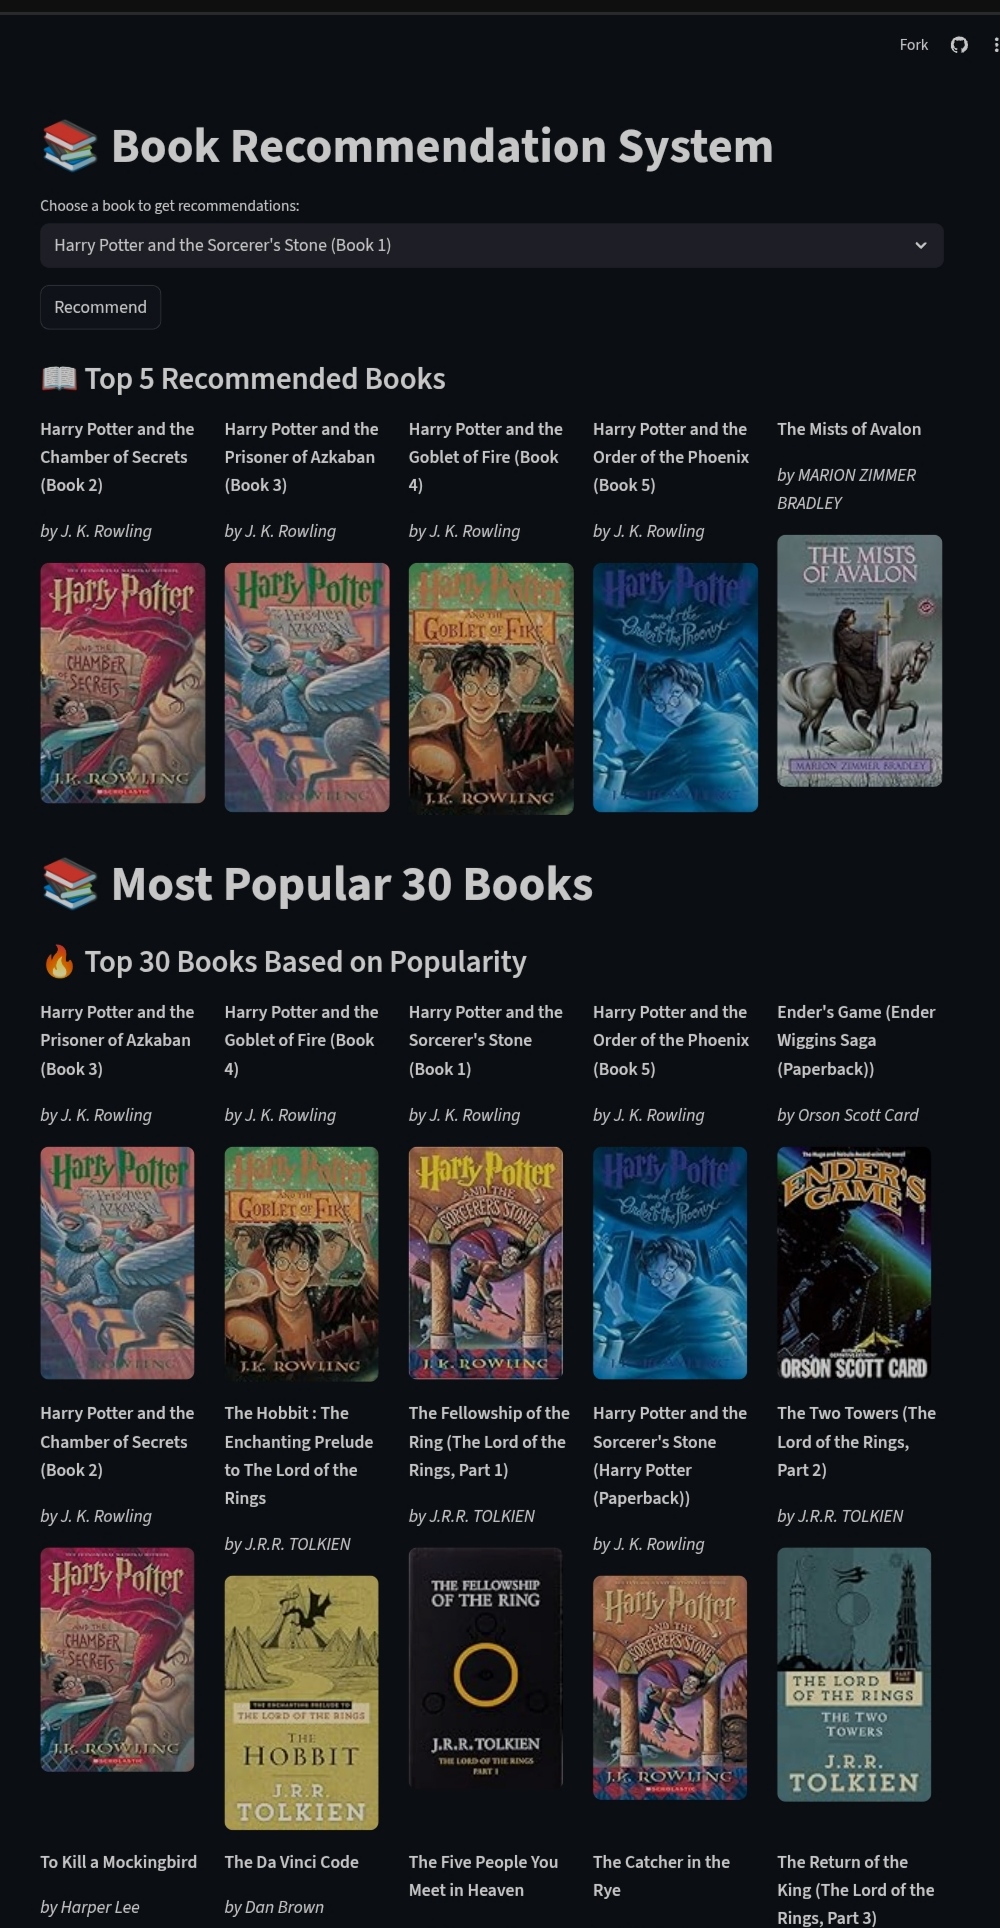 Fork
Book Recommendation System
Choose a book to get recommendations:
Harry Potter and the Sorcerer's Stone (Book 1)
Recommend
Top 5 Recommended Books
Harry Potter and the
Chamber of Secrets
(Book 2)
by J. K. Rowling
Harry Potter
AND THE
CHAMBER
OF SECRETS
J.K. ROWLING
SCHOLASTIC
Harry Potter and the
Prisoner of Azkaban
(Book 3)
by J. K. Rowling
Harry Potter
Prisoner
AZKABAN
Harry Potter and the
Goblet of Fire (Book
4)
by J. K. Rowling
Harry Potter
AND THE
GOBLET OF FIRE
J.K. ROWLING
Harry Potter and the
Order of the Phoenix
(Book 5)
by J. K. Rowling
Harry Potter
and the
Order of the Phoenix
The Mists of Avalon
by MARION ZIMMER
BRADLEY
THE MISTS
OF AVALON
MARION ZIMMER BRADLEY
Most Popular 30 Books
Top 30 Books Based on Popularity
Harry Potter and the
Prisoner of Azkaban
(Book 3)
by J. K. Rowling
Harry Potter
Prisoner
AZKABAN
Harry Potter and the
Goblet of Fire (Book
4)
by J. K. Rowling
Harry Potter
AND THE
GOBLET OF FIRE
J.K. ROWLING
Harry Potter and the
Sorcerer's Stone
(Book 1)
by J. K. Rowling
Harry Potter
AND THE
SORCERER'S STONE
J.K. ROWLING
Harry Potter and the
Order of the Phoenix
(Book 5)
by J. K. Rowling
Harry Potter
and the
Order of the Phoenix
Ender's Game (Ender
Wiggins Saga
(Paperback))
by Orson Scott Card
The Hugo and Nebula Award-winning novel
ENDER'S
GAME
ORSON SCOTT CARD
Harry Potter and the
Chamber of Secrets
(Book 2)
by J. K. Rowling
Harry Potter
AND THE
CHAMBER
OF SECRETS
J.K. ROWLING
SCHOLASTIC
The Hobbit : The
Enchanting Prelude
to The Lord of the
Rings
by J.R.R. TOLKIEN
THE ENCHANTING PRELUDE TO
THE LORD OF THE RINGS
THE
HOBBIT
J.R.R.
TOLKIEN
The Fellowship of the
Ring (The Lord of the
Rings, Part 1)
by J.R.R. TOLKIEN
THE FELLOWSHIP
OF THE RING
J.R.R.TOLKIEN
THE LORD OF THE RINGS
PART 1
Harry Potter and the
Sorcerer's Stone
(Harry Potter
(Paperback))
by J. K. Rowling
Harry Potter
AND THE
SORCERER'S STONE
J.K. ROWLING
SCHOLASTIC
The Two Towers (The
Lord of the Rings,
Part 2)
by J.R.R. TOLKIEN
PART
TWO
THE LORD
OF THE RINGS
THE TWO
TOWERS
J.R.R.
TOLKIEN
To Kill a Mockingbird
by Harper Lee
The Da Vinci Code
by Dan Brown
The Five People You
Meet in Heaven
The Catcher in the
Rye
The Return of the
King (The Lord of the
Rings, Part 3)